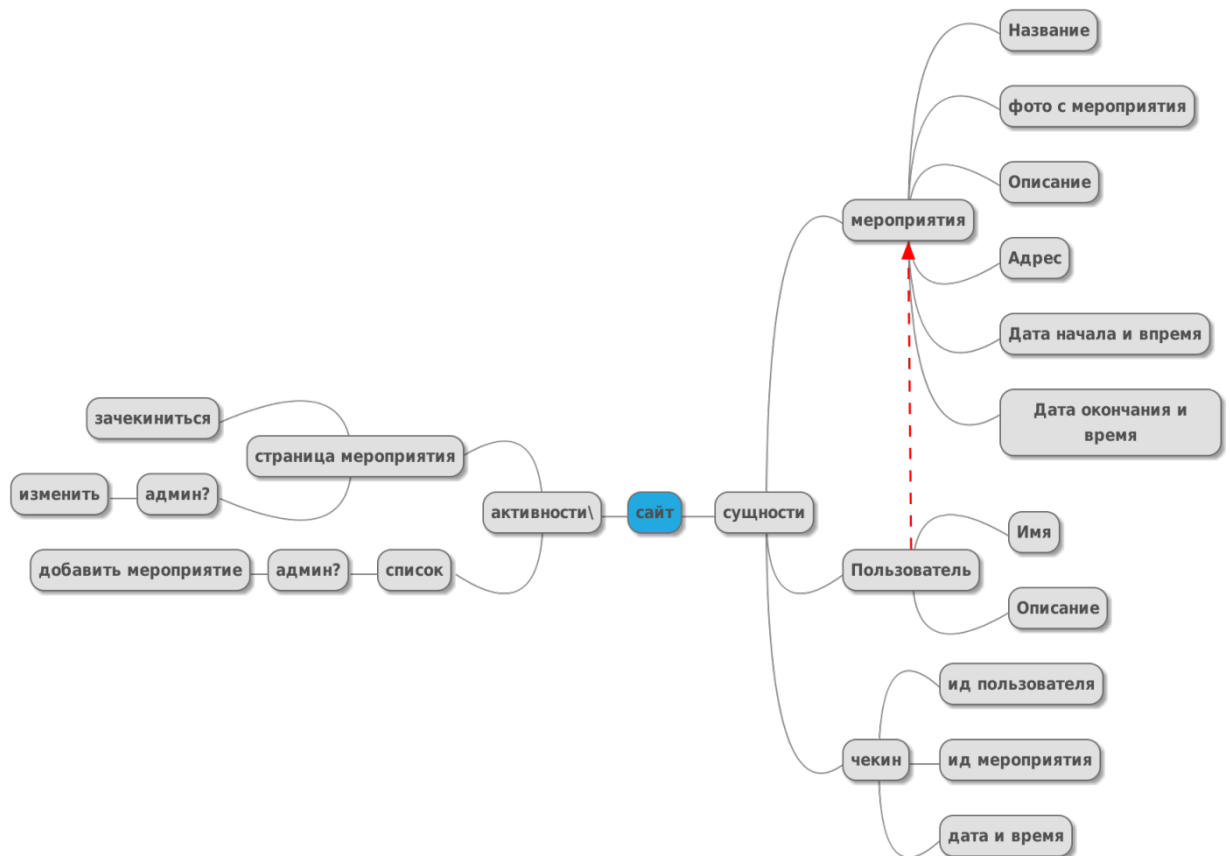 Название
фото с мероприятия
Описание
мероприятия
Адрес
Дата начала и впремя
Дата окончания и
время
зачекиниться
страница мероприятия
изменить
админ?
активности\
сайт
сущности
добавить мероприятие
админ?
список
Имя
Пользователь
Описание
ид пользователя
чекин
ид мероприятия
дата и время